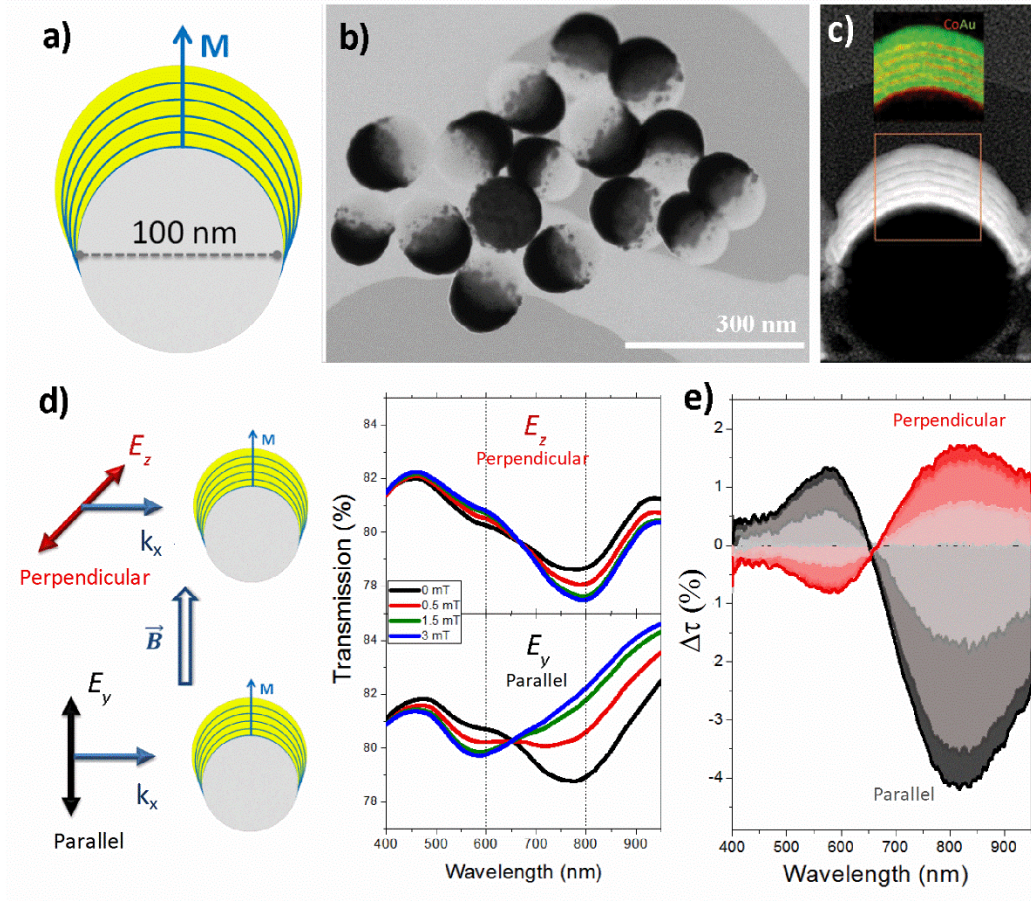 a)
M
100 nm
b)
300 nm
c)
CoAu
d)
E_z
k_x
Perpendicular
M
B
E_y
k_x
Parallel
M
E_z
Perpendicular
Transmission (%)
84
82
80
78
0 mT
0.5 mT
1.5 mT
3 mT
E_y
Parallel
84
82
80
78
400 500 600 700 800 900
Wavelength (nm)
e)
Perpendicular
Δτ (%)
2
1
0
-1
-2
-3
-4
Parallel
400 500 600 700 800 900
Wavelength (nm)